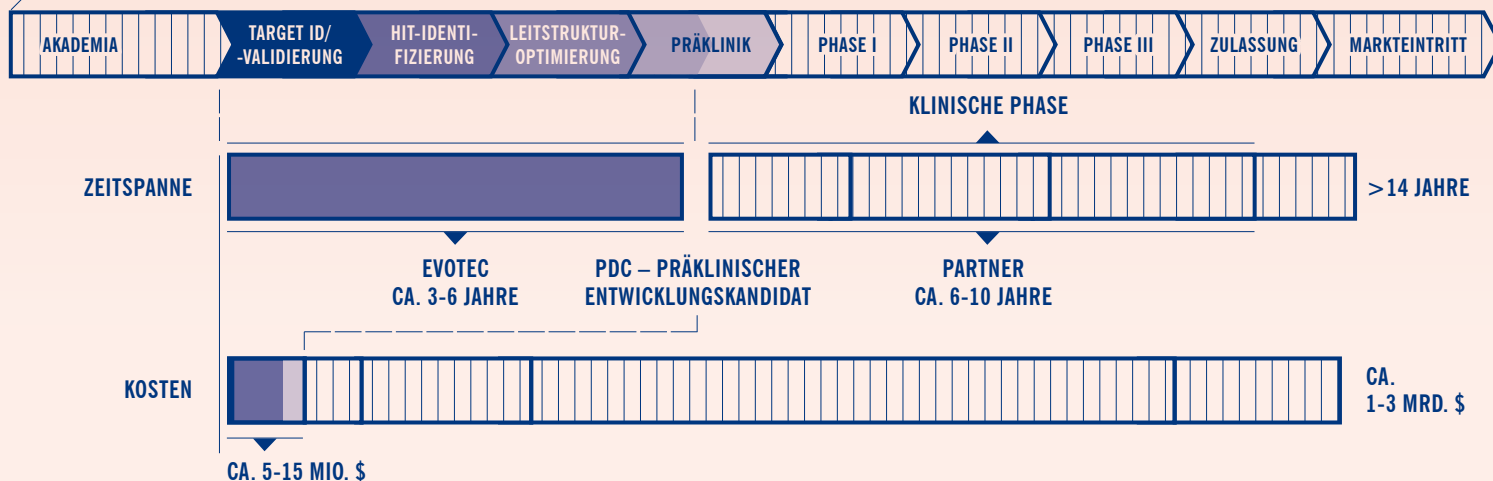 AKADEMIA
TARGET ID/
-VALIDIERUNG
HIT-IDENTI-
FIZIERUNG
LEITSTRUKTUR-
OPTIMIERUNG
PRÄKLINIK
PHASE I
PHASE II
PHASE III
ZULASSUNG
MARKTEINTRITT
KLINISCHE PHASE
ZEITSPANNE
>14 JAHRE
EVOTEC
CA. 3-6 JAHRE
PDC – PRÄKLINISCHER
ENTWICKLUNGSKANDIDAT
PARTNER
CA. 6-10 JAHRE
KOSTEN
CA.
1-3 MRD. $
CA. 5-15 MIO. $